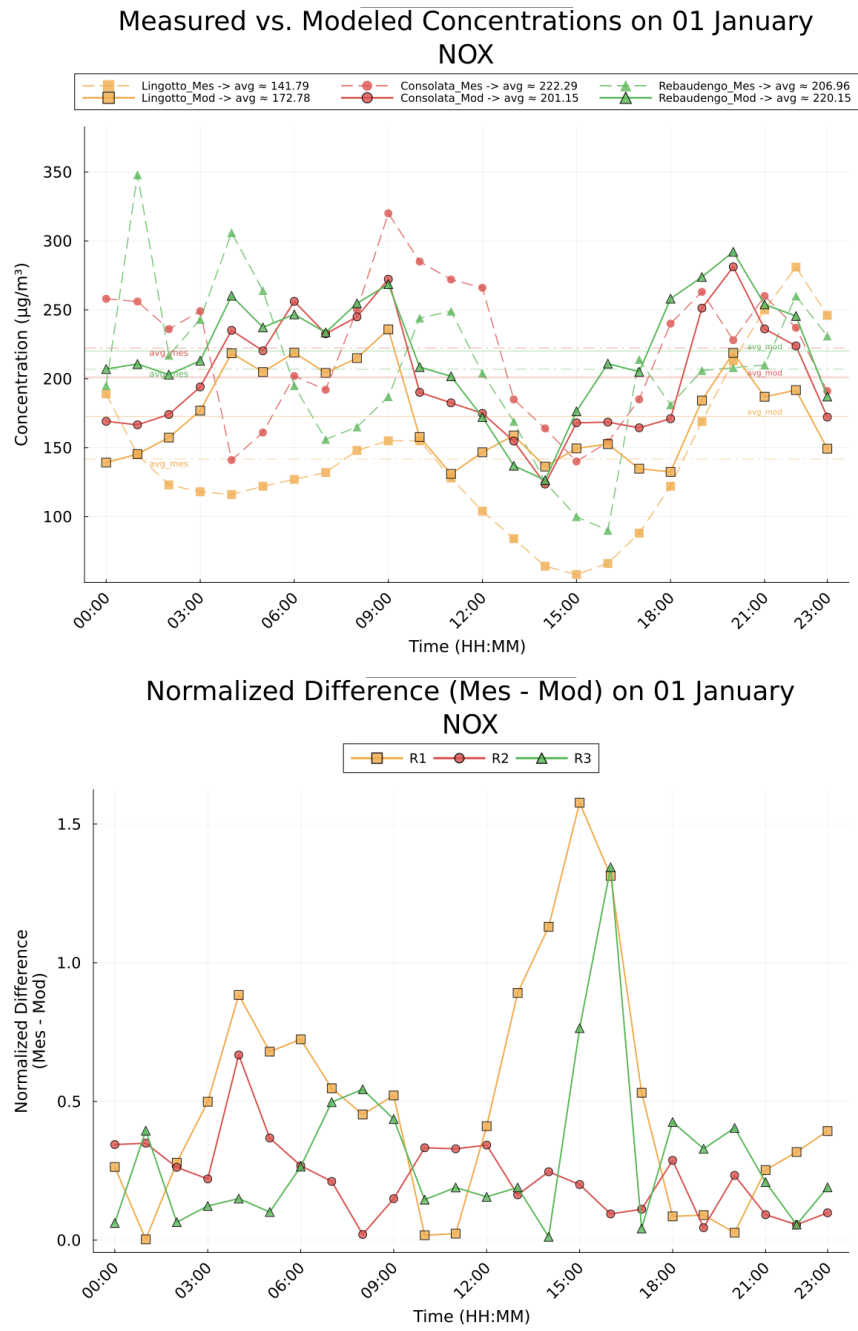 Measured vs. Modeled Concentrations on 01 January
NOX
Lingotto_Mes -> avg ≈ 141.79
Consolata_Mes -> avg ≈ 222.29
Rebaudengo_Mes -> avg ≈ 206.96
Lingotto_Mod -> avg ≈ 172.78
Consolata_Mod -> avg ≈ 201.15
Rebaudengo_Mod -> avg ≈ 220.15
Concentration (μg/m³)
350
300
250
200
150
100
avg_mes
avg_mes
avg_mes
avg_mod
avg_mod
avg_mod
00:00
03:00
06:00
09:00
12:00
15:00
18:00
21:00
23:00
Time (HH:MM)
Normalized Difference (Mes - Mod) on 01 January
NOX
R1
R2
R3
Normalized Difference
(Mes - Mod)
1.5
1.0
0.5
0.0
00:00
03:00
06:00
09:00
12:00
15:00
18:00
21:00
23:00
Time (HH:MM)